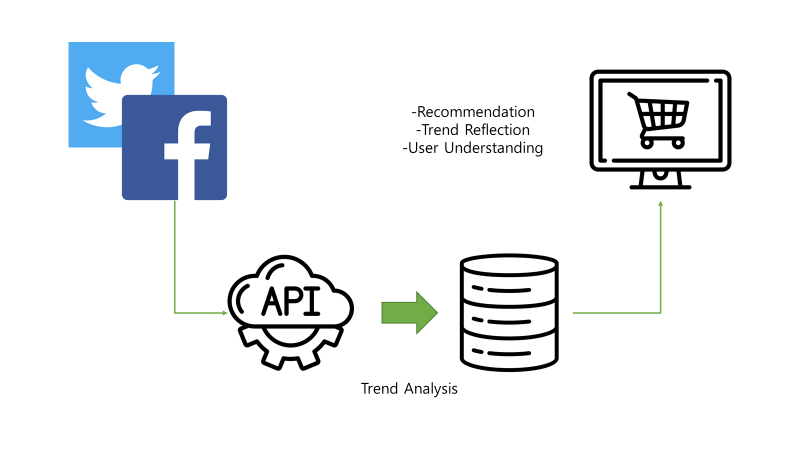 -Recommendation
-Trend Reflection
-User Understanding
API
Trend Analysis